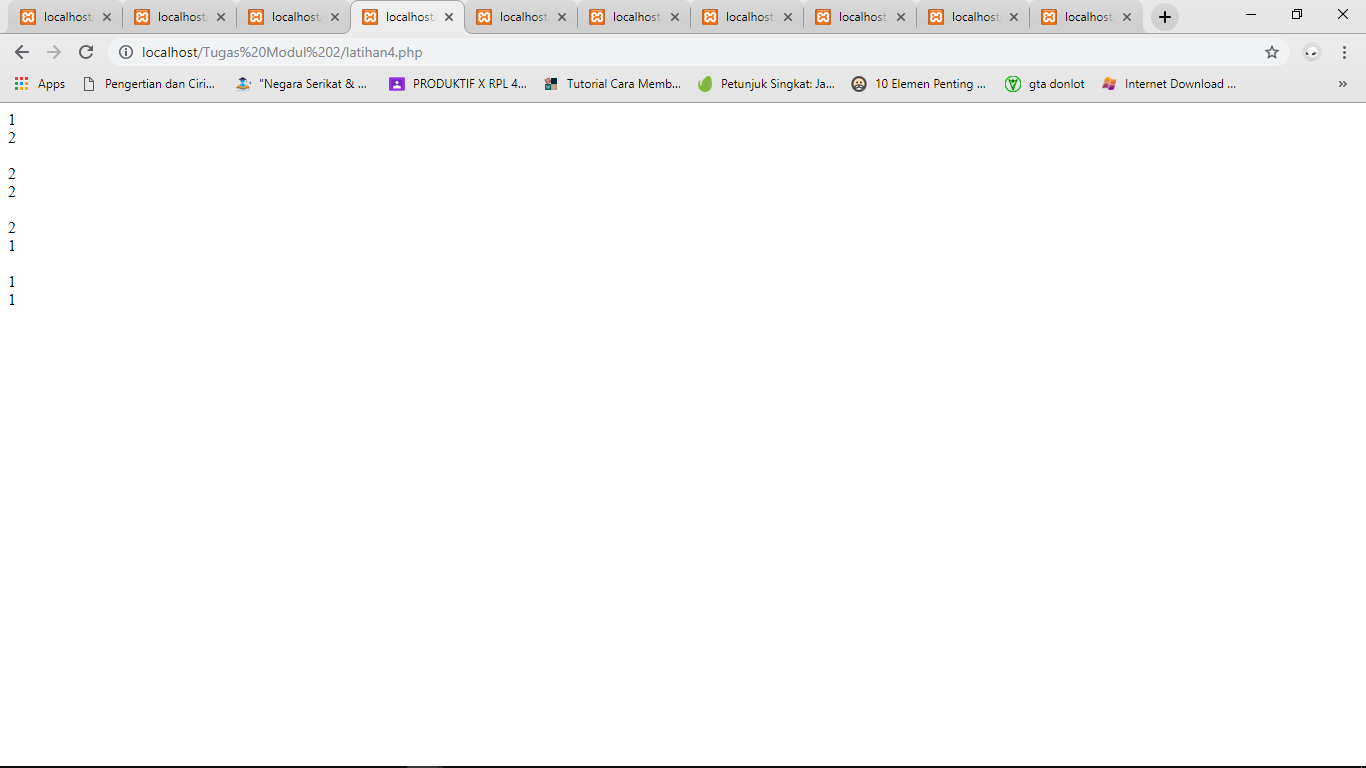 localhost localhost localhost localhost localhost localhost localhost localhost localhost localhost
localhost/Tugas%20Modul%202/latihan4.php
Apps Pengertian dan Ciri... "Negara Serikat & ... PRODUKTIF X RPL 4... Tutorial Cara Memb... Petunjuk Singkat: Ja... 10 Elemen Penting ... gta donlot Internet Download ... »
1
2
2
2
2
1
1
1